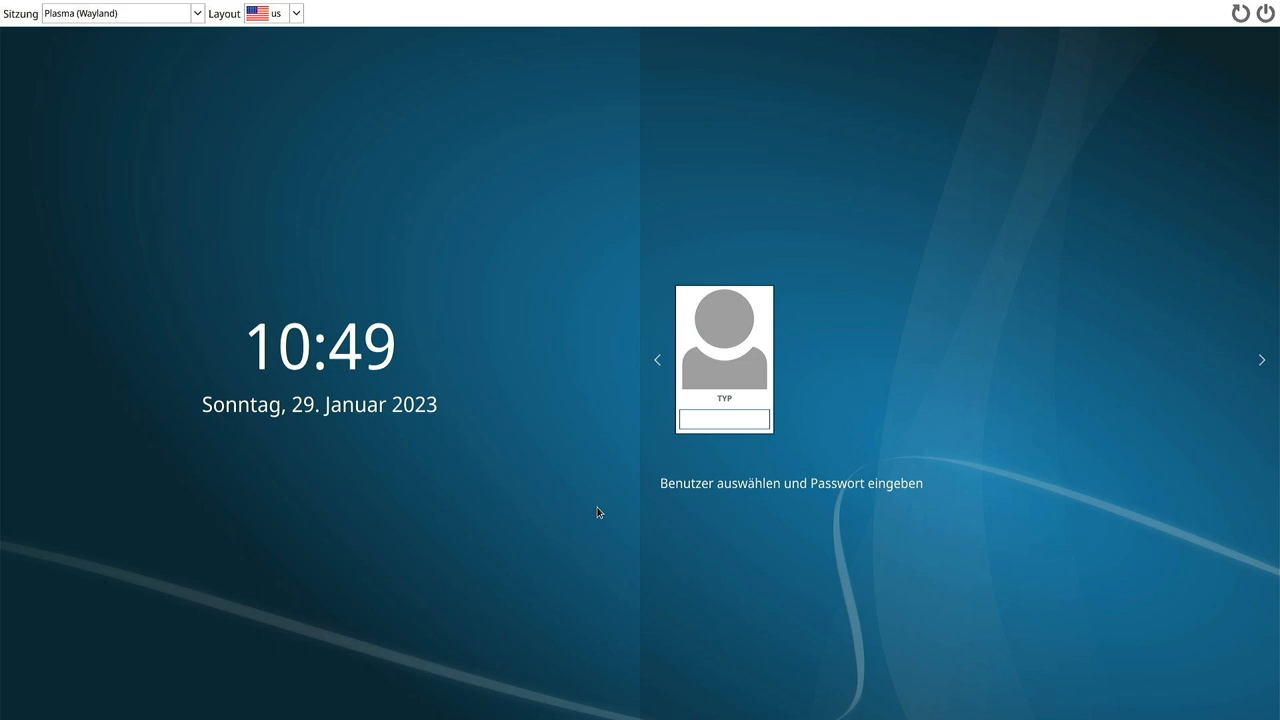 Sitzung Plasma (Wayland) Layout us
10:49
Sonntag, 29. Januar 2023
TYP
Benutzer auswählen und Passwort eingeben